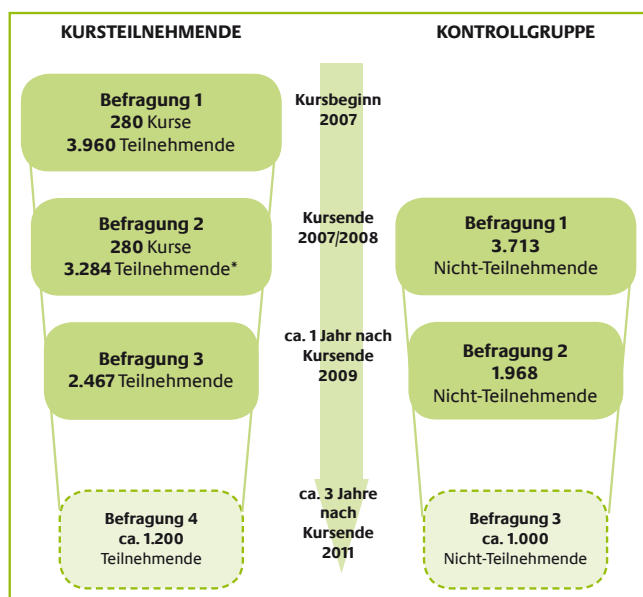 KURSTEILNEHMENDE
KONTROLLGRUPPE
Befragung 1
280 Kurse
3.960 Teilnehmende
Kursbeginn
2007
Befragung 2
280 Kurse
3.284 Teilnehmende*
Kursende
2007/2008
Befragung 1
3.713
Nicht-Teilnehmende
Befragung 3
2.467 Teilnehmende
ca. 1 Jahr nach
Kursende
2009
Befragung 2
1.968
Nicht-Teilnehmende
Befragung 4
ca. 1.200
Teilnehmende
ca. 3 Jahre
nach
Kursende
2011
Befragung 3
ca. 1.000
Nicht-Teilnehmende